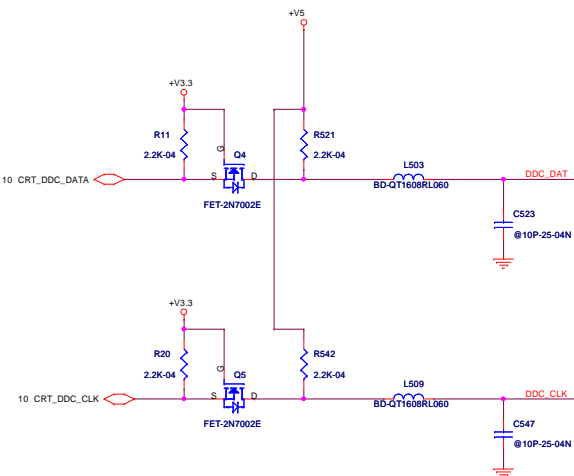 +V5
+V3.3
R11
2.2K-04
G
Q4
R521
2.2K-04
L503
10 CRT_DDC_DATA
S
D
BD-QT1608RL060
DDC_DAT
FET-2N7002E
C523
@10P-25-04N
+V3.3
R20
2.2K-04
G
Q5
R542
2.2K-04
L509
10 CRT_DDC_CLK
S
D
BD-QT1608RL060
DDC_CLK
FET-2N7002E
C547
@10P-25-04N